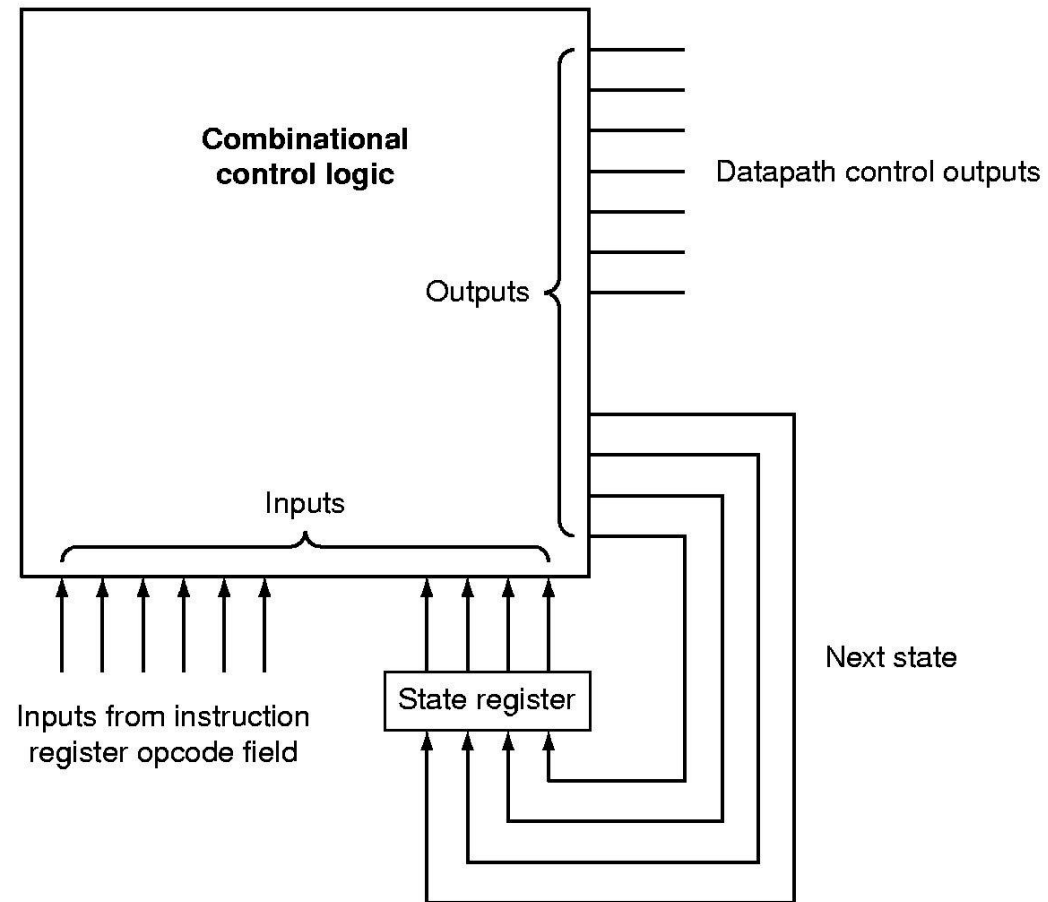 Combinational
control logic
Datapath control outputs
Outputs
Inputs
Next state
State register
Inputs from instruction
register opcode field